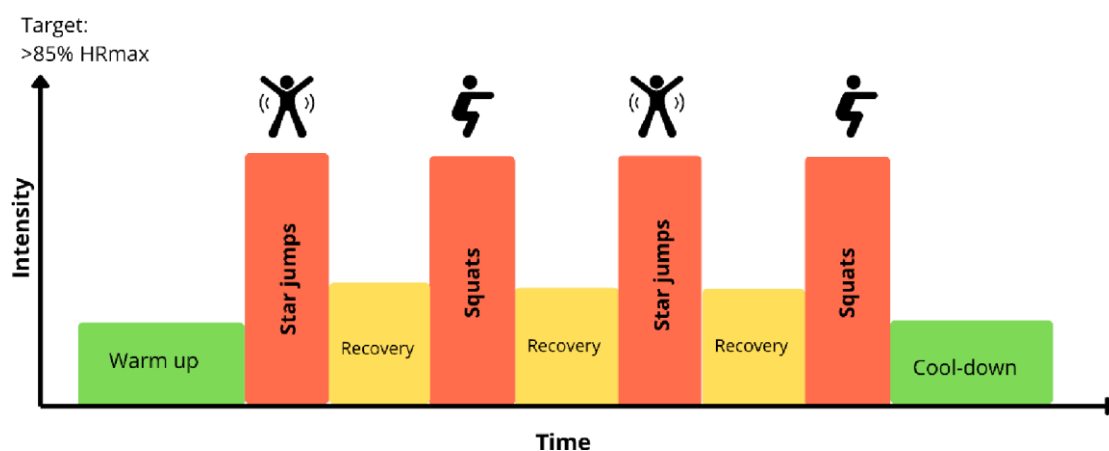 Target:
>85% HRmax
Intensity
Warm up
Star jumps
Recovery
Squats
Recovery
Star jumps
Recovery
Squats
Cool-down
Time